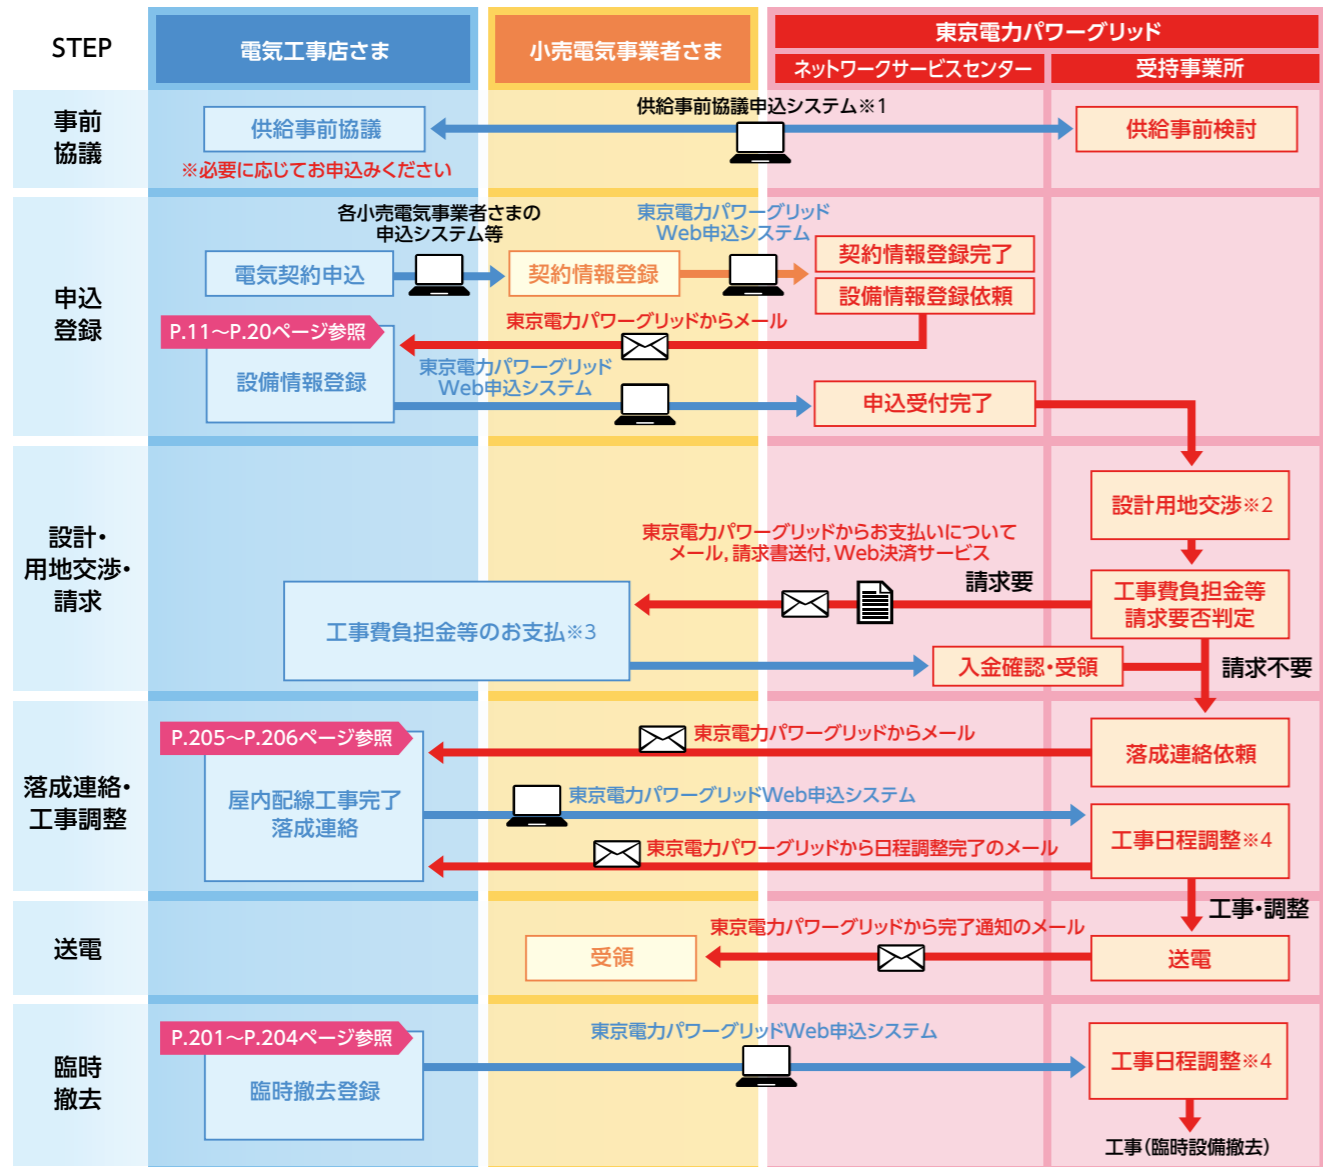 STEP
電気工事店さま
小売電気事業者さま
東京電力パワーグリッド
ネットワークサービスセンター
受持事業所
事前
協議
供給事前協議
供給事前協議申込システム※1
供給事前検討
※必要に応じてお申込みください
申込
登録
各小売電気事業者さまの
申込システム等
東京電力パワーグリッド
Web申込システム
電気契約申込
契約情報登録
契約情報登録完了
設備情報登録依頼
東京電力パワーグリッドからメール
P.11～P.20ページ参照
設備情報登録
東京電力パワーグリッド
Web申込システム
申込受付完了
設計・
用地交渉・
請求
設計用地交渉※2
東京電力パワーグリッドからお支払いについて
メール,請求書送付,Web決済サービス
請求要
工事費負担金等
請求要否判定
工事費負担金等のお支払※3
入金確認・受領
請求不要
落成連絡・
工事調整
P.205～P.206ページ参照
東京電力パワーグリッドからメール
落成連絡依頼
屋内配線工事完了
落成連絡
東京電力パワーグリッドWeb申込システム
工事日程調整※4
東京電力パワーグリッドから日程調整完了のメール
工事・調整
送電
東京電力パワーグリッドから完了通知のメール
受領
送電
臨時
撤去
P.201～P.204ページ参照
東京電力パワーグリッドWeb申込システム
臨時撤去登録
工事日程調整※4
工事（臨時設備撤去）